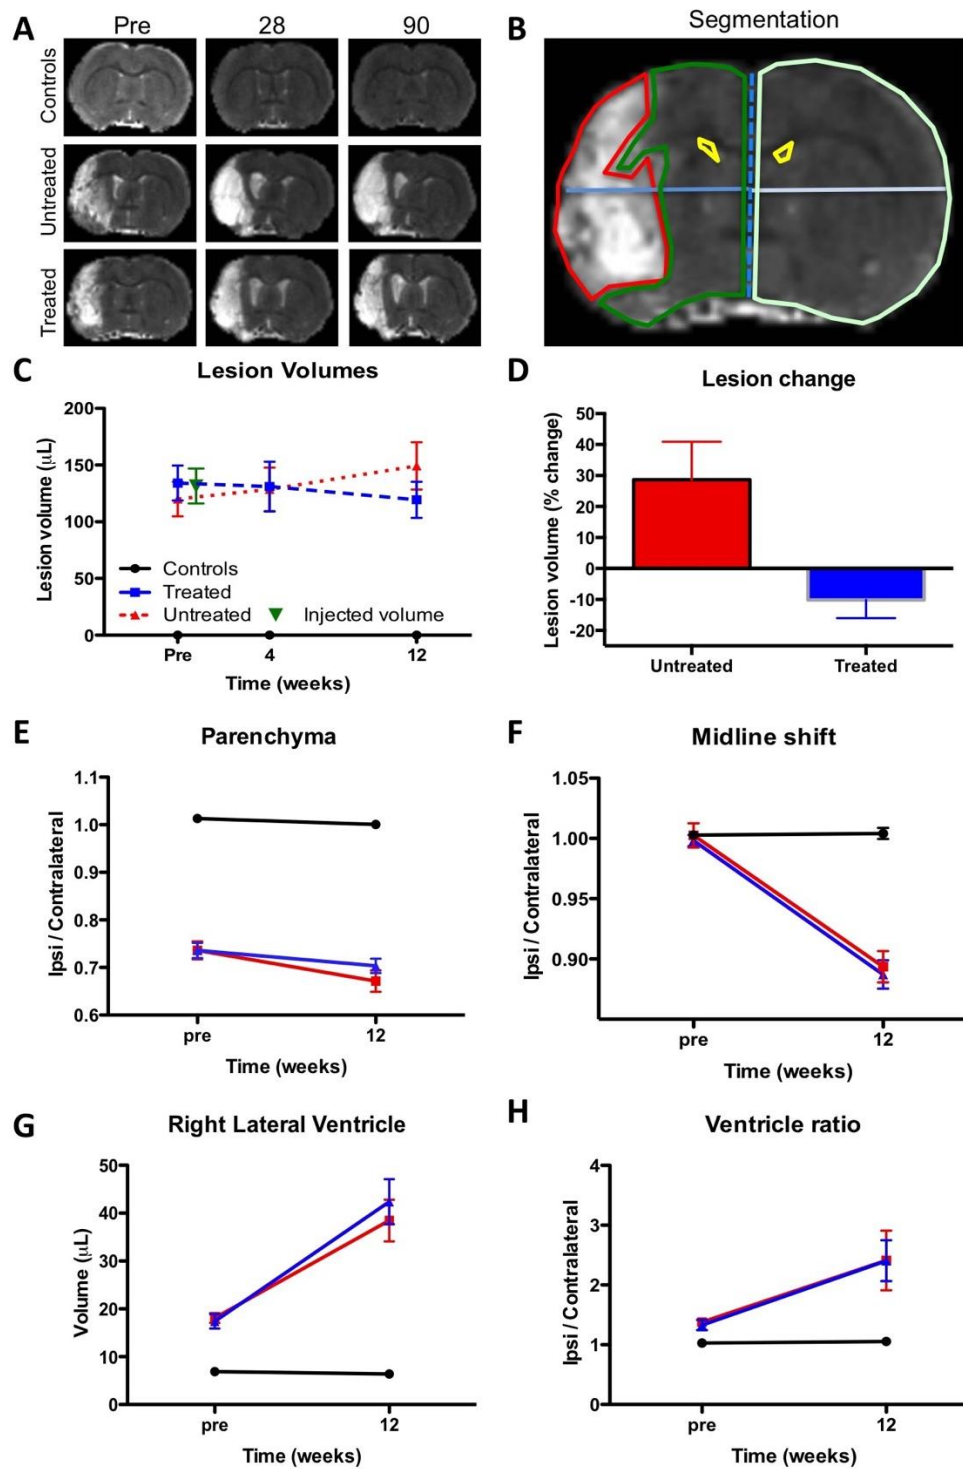 A
Pre 28 90
Controls
Untreated
Treated
B
Segmentation
C
Lesion Volumes
Lesion volume (μL)
200
150
100
50
0
Controls
Treated
Untreated
Injected volume
Pre 4 12
Time (weeks)
D
Lesion change
Lesion volume (% change)
50
40
30
20
10
0
-10
-20
Untreated Treated
E
Parenchyma
Ipsi / Contralateral
1.1
1.0
0.9
0.8
0.7
0.6
pre 12
Time (weeks)
F
Midline shift
Ipsi / Contralateral
1.05
1.00
0.95
0.90
pre 12
Time (weeks)
G
Right Lateral Ventricle
Volume (μL)
50
40
30
20
10
0
pre 12
Time (weeks)
H
Ventricle ratio
Ipsi / Contralateral
4
3
2
1
0
pre 12
Time (weeks)